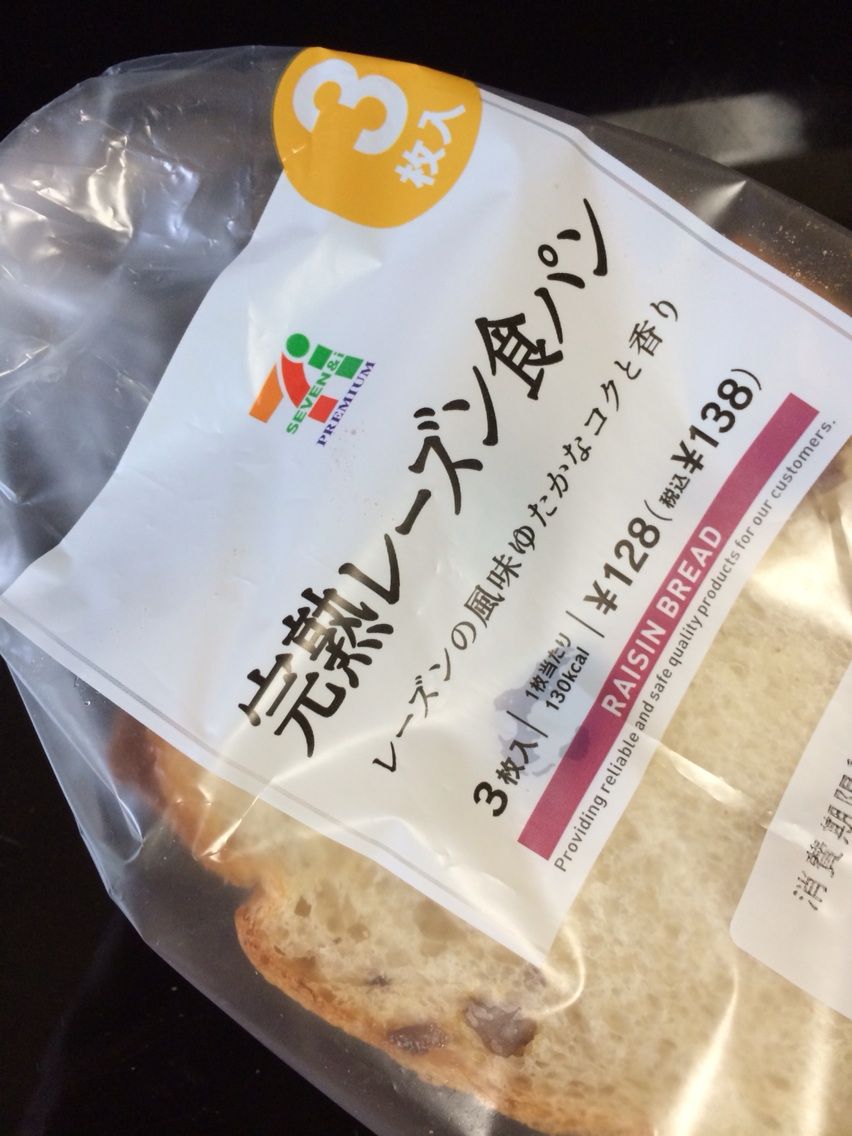 3
枚入
SEVEN&i
PREMIUM
完熟レーズン食パン
レーズンの風味ゆたかなコクと香り
3枚入 | 1枚当たり 130kcal | ¥128(税込¥138)
RAISIN BREAD
Providing reliable and safe quality products for our customers.
消費期限